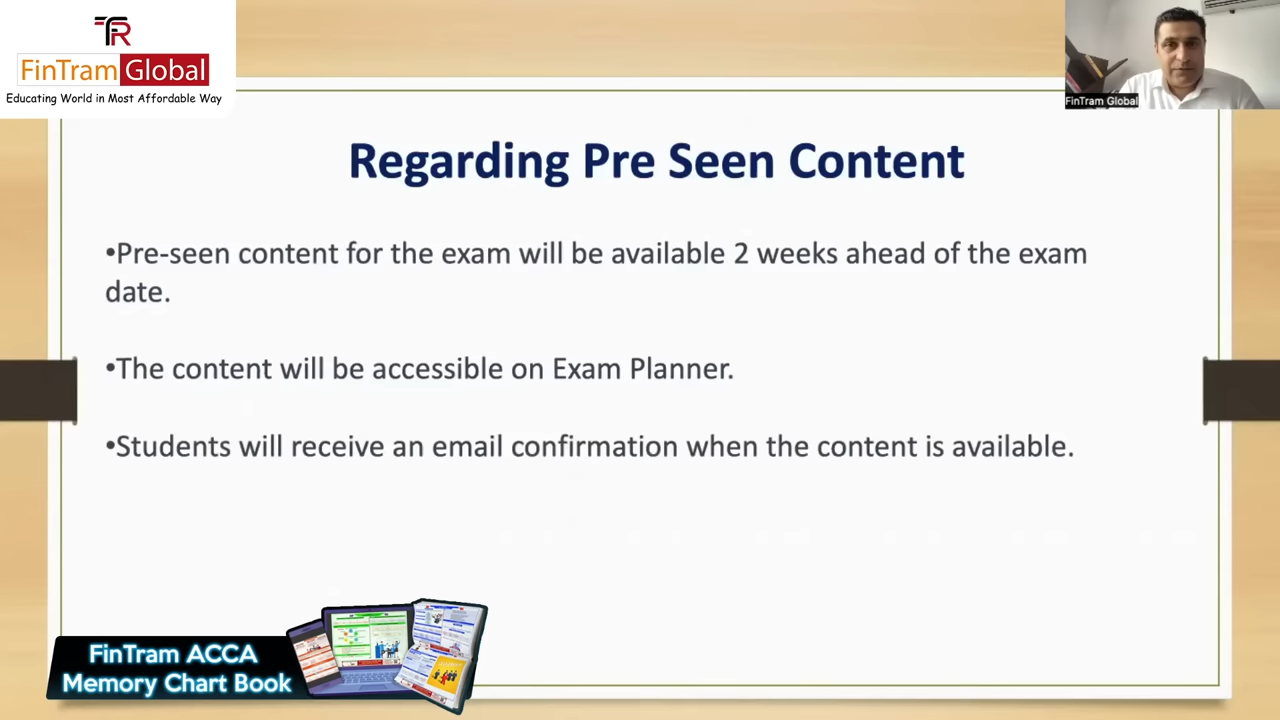 TR
FinTram Global
Educating World in Most Affordable Way
FinTram Global
Regarding Pre Seen Content
•Pre-seen content for the exam will be available 2 weeks ahead of the exam
date.
•The content will be accessible on Exam Planner.
•Students will receive an email confirmation when the content is available.
FinTram ACCA
Memory Chart Book